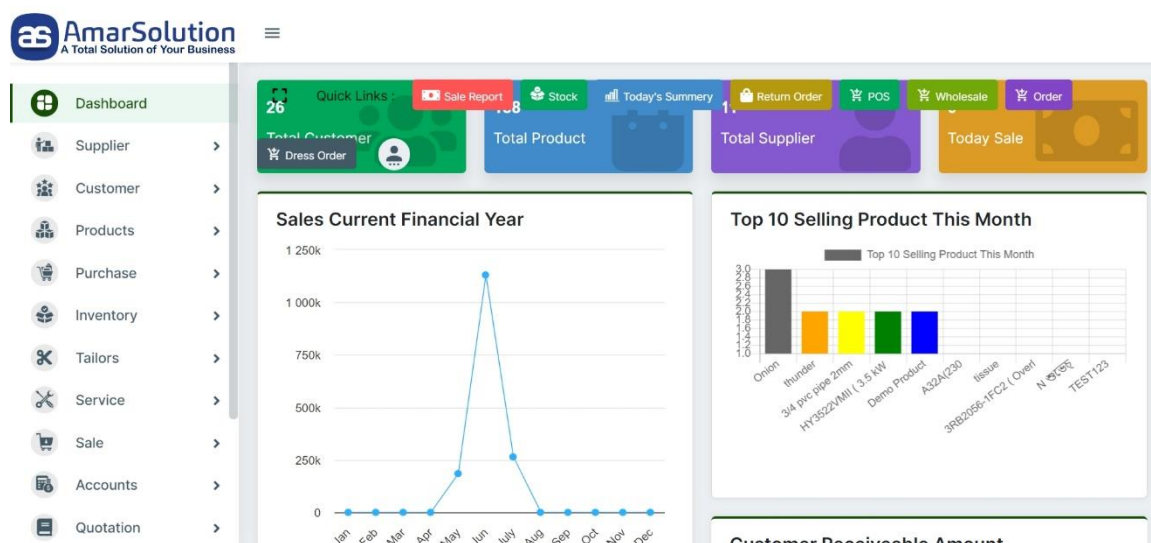 as AmarSolution
A Total Solution of Your Business
Dashboard
Supplier
Customer
Products
Purchase
Inventory
Tailors
Service
Sale
Accounts
Quotation
Quick Links :
Sale Report
Stock
Today's Summery
Return Order
POS
Wholesale
Order
Dress Order
26
Total Customer
Total Product
Total Supplier
Today Sale
Sales Current Financial Year
1 250k
1 000k
750k
500k
250k
0
Jan
Feb
Mar
Apr
May
Jun
July
Aug
Sep
Oct
Nov
Dec
Top 10 Selling Product This Month
Top 10 Selling Product This Month
3.0
2.8
2.6
2.4
2.2
2.0
1.8
1.6
1.4
1.2
1.0
Onion
thunder
3/4 pvc pipe 2mm
HY3522VMII ( 3.5 kW
Demo Product
A32A(230
tissue
3RB2056-1FC2 ( Overl
TEST123
Customer Receiveable Amount